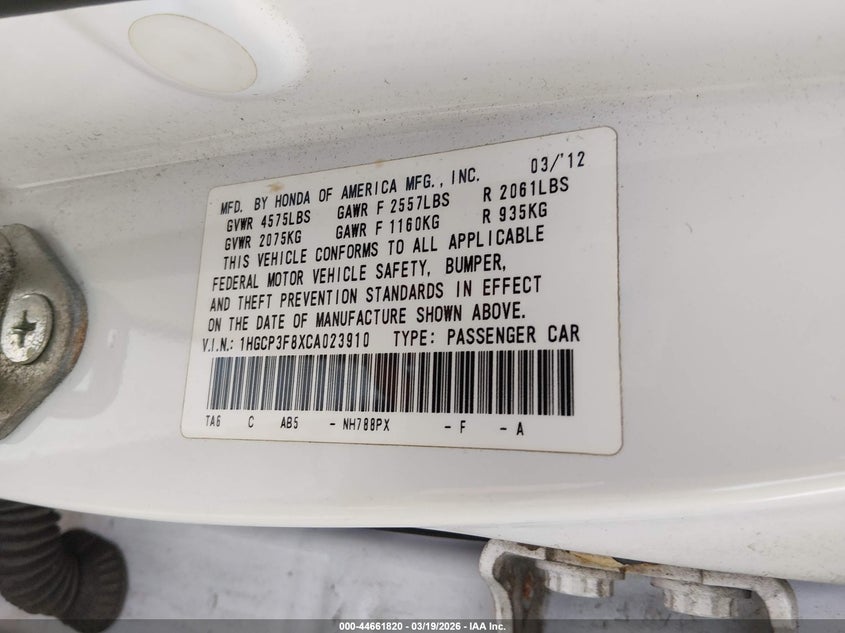 03/'12
MFD. BY HONDA OF AMERICA MFG., INC.
GVWR 4575LBS GAWR F 2557LBS R 2061LBS
GVWR 2075KG GAWR F 1160KG R 935KG
THIS VEHICLE CONFORMS TO ALL APPLICABLE
FEDERAL MOTOR VEHICLE SAFETY, BUMPER,
AND THEFT PREVENTION STANDARDS IN EFFECT
ON THE DATE OF MANUFACTURE SHOWN ABOVE.
V.I.N.: 1HGCP3F8XCA023910 TYPE: PASSENGER CAR
TA6 C AB5 - NH788PX - F - A
000-44661820 - 03/19/2026 - IAA Inc.